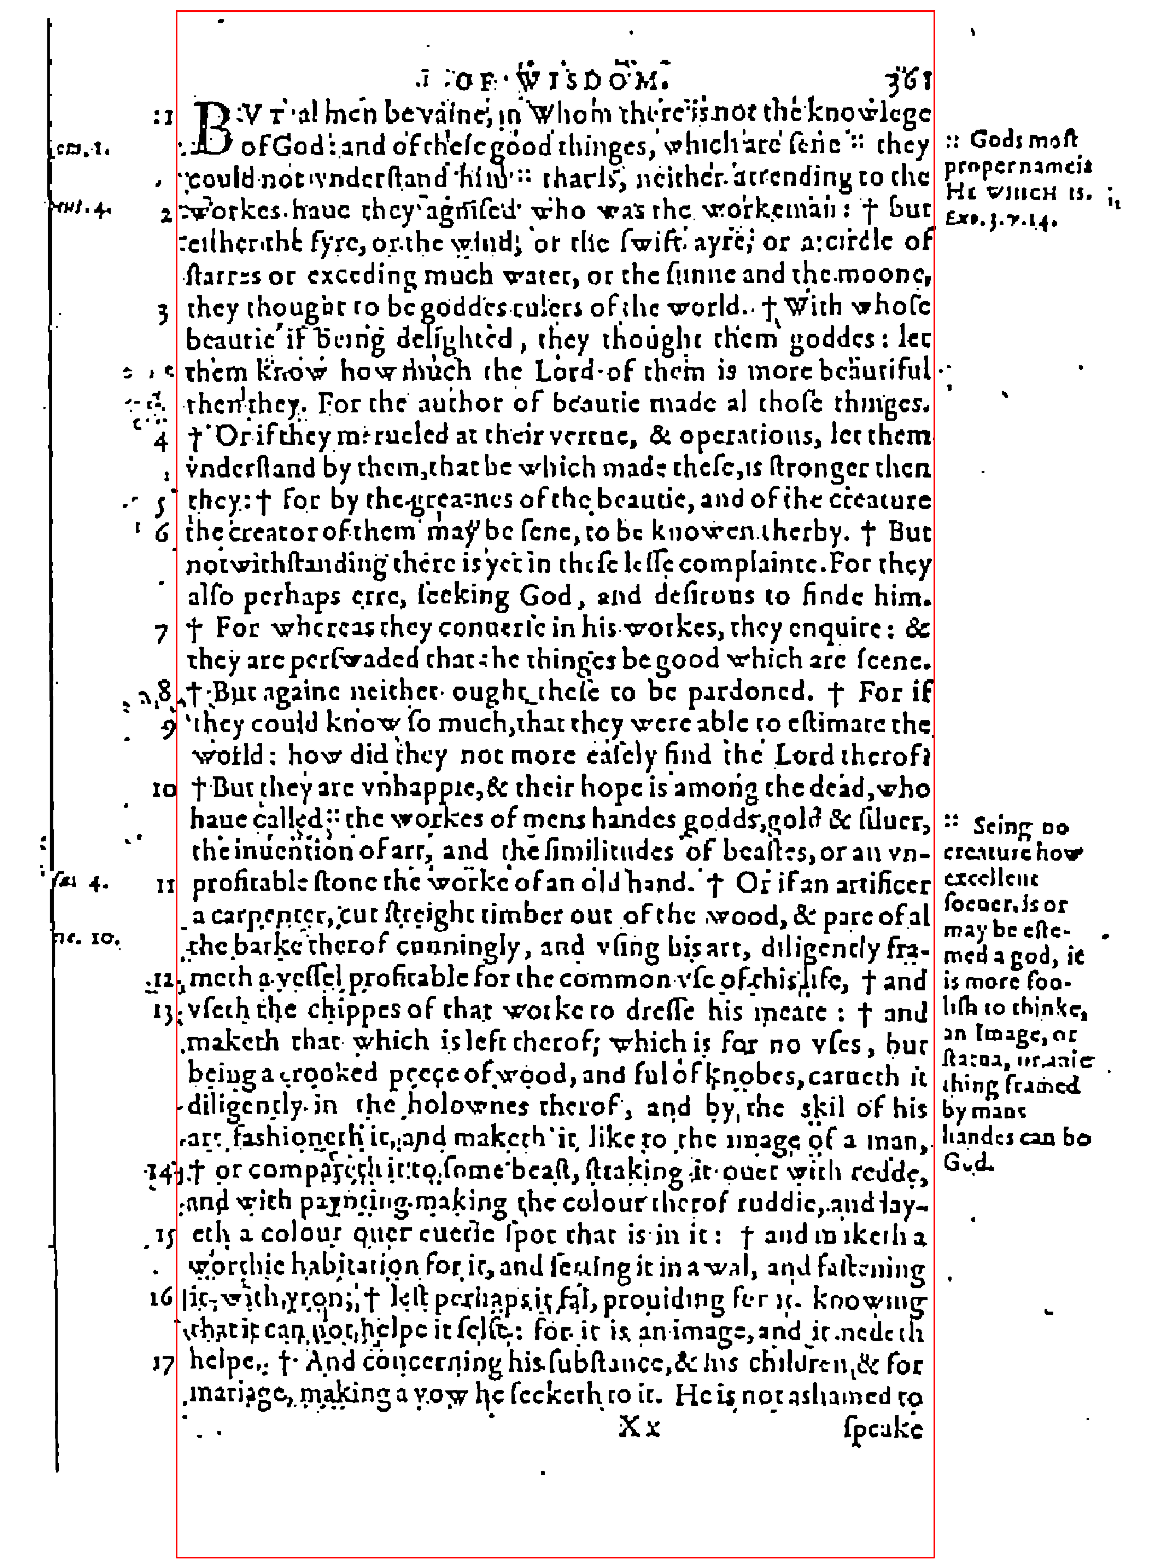 OF WISDOM. 361
1 BVT al men be vaine, in whom there is not the knowlege
of God: and of these good thinges, which are sene :: they
could not vnderstand him :: that is, neither attending to the
2 workes haue they agnised who was the workeman: † but
either the fyre, or the wind, or the swift ayre, or a circle of
starres or exceding much water, or the sunne and the moone,
3 they thought to be goddes rulers of the world. † With whose
beautie if being delighted, they thought them goddes: let
them know how much the Lord of them is more beautiful
then they. For the author of beautie made al those thinges.
4 † Or if they merueled at their vertue, & operations, let them
vnderstand by them, that he which made these, is stronger then
5 they: † for by the greatnes of the beautie, and of the creature
6 the creator of them may be sene, to be knowen therby. † But
notwithstanding there is yet in these lesse complainte. For they
also perhaps erre, seeking God, and desirous to finde him.
7 † For whereas they conuerse in his workes, they enquire: &
they are perswaded that the thinges be good which are seene.
8 † But againe neither ought these to be pardoned. † For if
9 they could know so much, that they were able to estimate the
world: how did they not more easely find the Lord therof?
10 † But they are vnhappie, & their hope is among the dead, who
haue called :: the workes of mens handes godds, gold & siluer,
the inuention of art, and the similitudes of beastes, or an vn-
11 profitable stone the worke of an old hand. † Or if an artificer
a carpenter, cut streight timber out of the wood, & pare of al
the barke therof cunningly, and vsing his art, diligently fra-
12 meth a vessel profitable for the common vse of this life, † and
13 vseth the chippes of that worke to dresse his meate: † and
maketh that which is left therof, which is for no vses, but
being a crooked peece of wood, and ful of knobes, carueth it
diligently in the holownes therof, and by the skil of his
art fashioneth it, and maketh it like to the image of a man,
14 † or compareth it to some beast, straking it ouer with redde,
and with paynting making the colour therof ruddie, and lay-
15 eth a colour ouer euerie spot that is in it: † and maketh a
worthie habitation for it, and setting it in a wal, and fastening
16 it with yron, † lest perhaps it fal, prouiding for it. knowing
that it can not helpe it selfe: for it is an image, and it nedeth
17 helpe. † And concerning his substance, & his children, & for
mariage, making a vow he seeketh to it. He is not ashamed to
Xx speake
:: Gods most
proper name is
HE WHICH IS.
Exo. 3. v. 14.
:: Seing no
creature how
excellent
soeuer, is or
may be este-
med a god, it
is more foo-
lish to thinke,
an Image, or
statua, or anie
thing framed
by mans
handes can be
God.